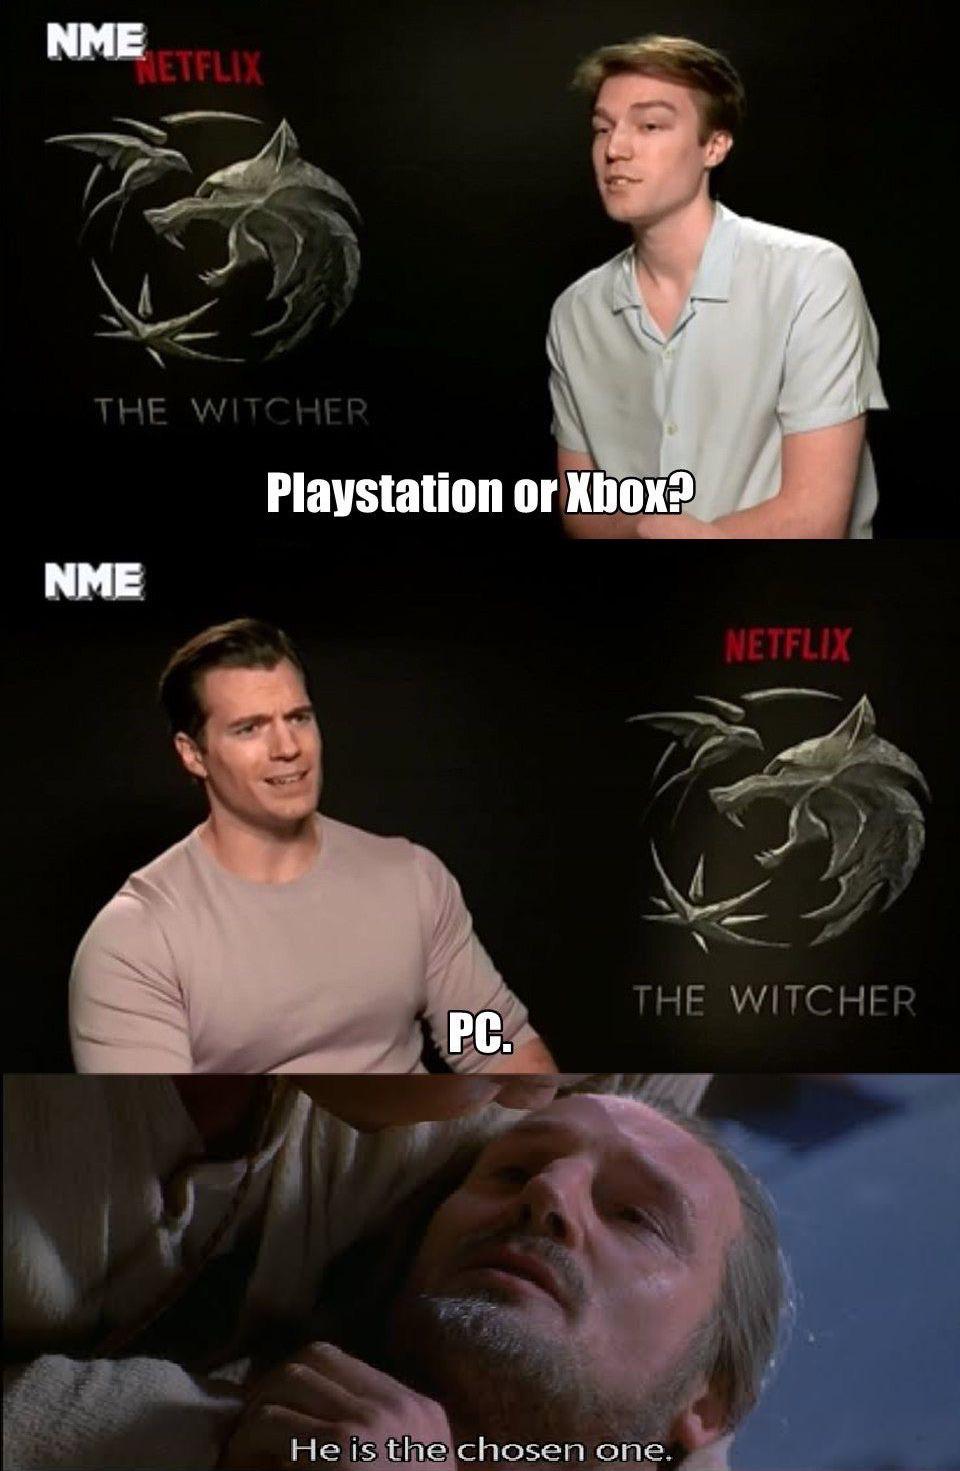 NME
NETFLIX
THE WITCHER
Playstation or Xbox?
NME
NETFLIX
THE WITCHER
PC.
He is the chosen one.